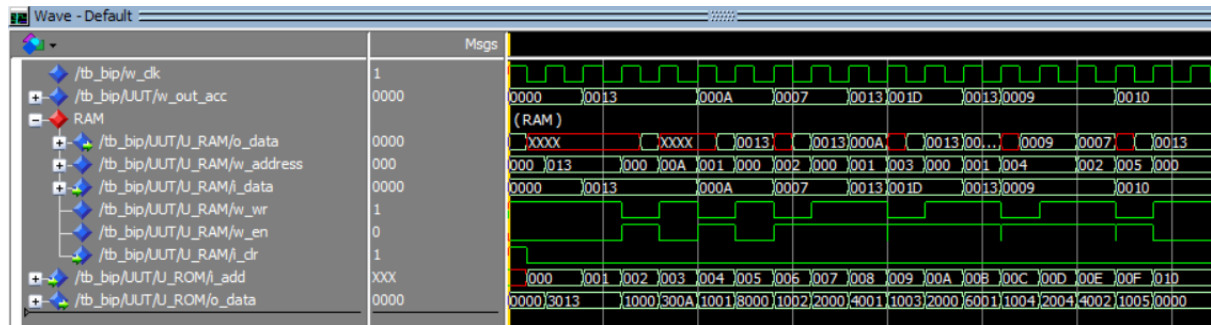 Wave - Default
Msgs
/tb_bip/w_clk 1
/tb_bip/UUT/w_out_acc 0000 0000 0013 000A 0007 0013 001D 0013 0009 0010
RAM (RAM)
/tb_bip/UUT/U_RAM/o_data 0000 XXXX XXXX 0013 0013 000A 0013 00... 0009 0007 0013
/tb_bip/UUT/U_RAM/w_address 000 000 013 000 00A 001 000 002 000 001 003 000 001 004 002 005 000
/tb_bip/UUT/U_RAM/i_data 0000 0000 0013 000A 0007 0013 001D 0013 0009 0010
/tb_bip/UUT/U_RAM/w_wr 1
/tb_bip/UUT/U_RAM/w_en 0
/tb_bip/UUT/U_RAM/i_clr 1
/tb_bip/UUT/U_ROM/i_add XXX 000 001 002 003 004 005 006 007 008 009 00A 00B 00C 00D 00E 00F 010
/tb_bip/UUT/U_ROM/o_data 0000 0000 3013 1000 300A 1001 8000 1002 2000 4001 1003 2000 6001 1004 2004 4002 1005 0000